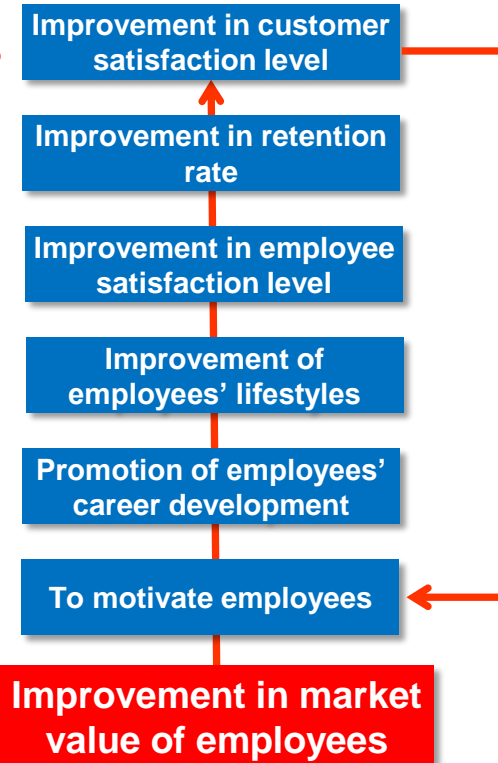 Improvement in customer
satisfaction level
Improvement in retention
rate
Improvement in employee
satisfaction level
Improvement of
employees’ lifestyles
Promotion of employees’
career development
To motivate employees
Improvement in market
value of employees